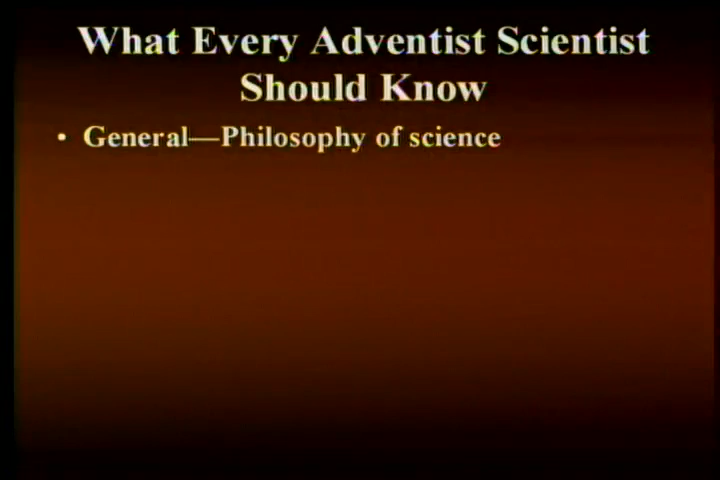 What Every Adventist Scientist
Should Know
• General—Philosophy of science